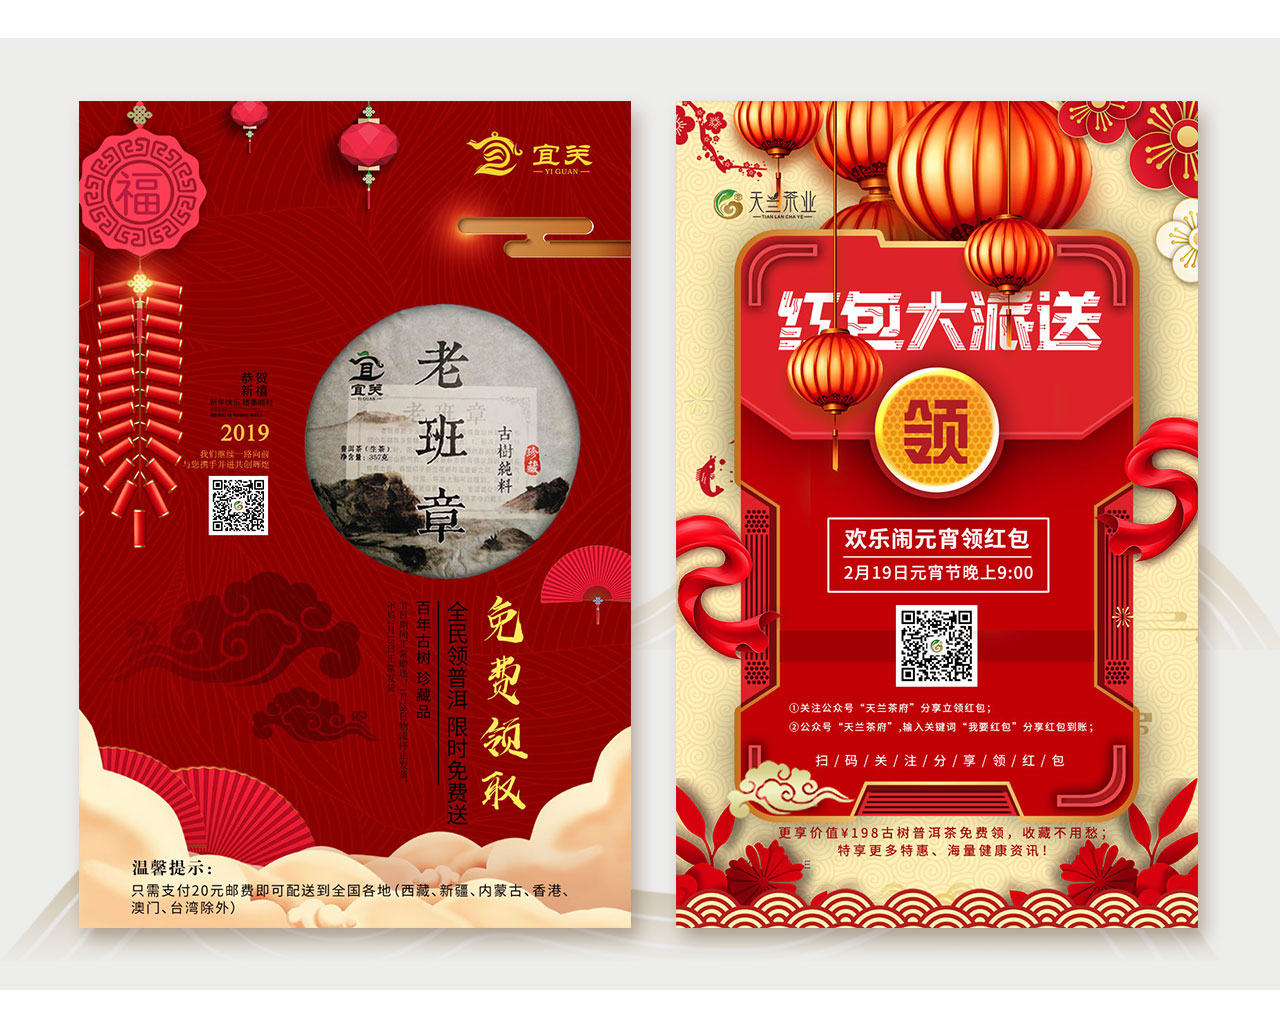 福
宜关
YI GUAN
恭贺
新禧
2019
我们继续一路向前
与您携手并进共创辉煌
宜关
YI GUAN
普洱茶（生茶）
净含量：357克
老班章
古樹純料
珍藏
免费领取
全民领普洱 限时免费送
百年古树 珍藏品
温馨提示：
只需支付20元邮费即可配送到全国各地（西藏、新疆、内蒙古、香港、
澳门、台湾除外）
天兰茶业
TIAN LAN CHA YE
红包大派送
领
欢乐闹元宵领红包
2月19日元宵节晚上9:00
①关注公众号“天兰茶府”分享立领红包；
②公众号“天兰茶府”,输入关键词“我要红包”分享红包到账；
扫/码/关/注/分/享/领/红/包
更享价值¥198古树普洱茶免费领，收藏不用愁；
特享更多特惠、海量健康资讯！